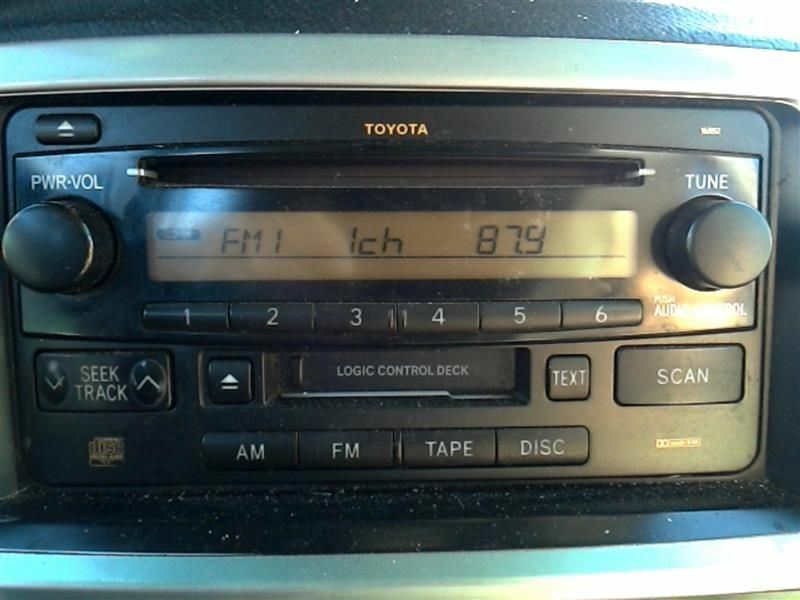 TOYOTA
PWR·VOL
TUNE
FM1 1ch 87.9
1 2 3 4 5 6
PUSH
AUDIO CONTROL
SEEK
TRACK
LOGIC CONTROL DECK
TEXT
SCAN
AM FM TAPE DISC